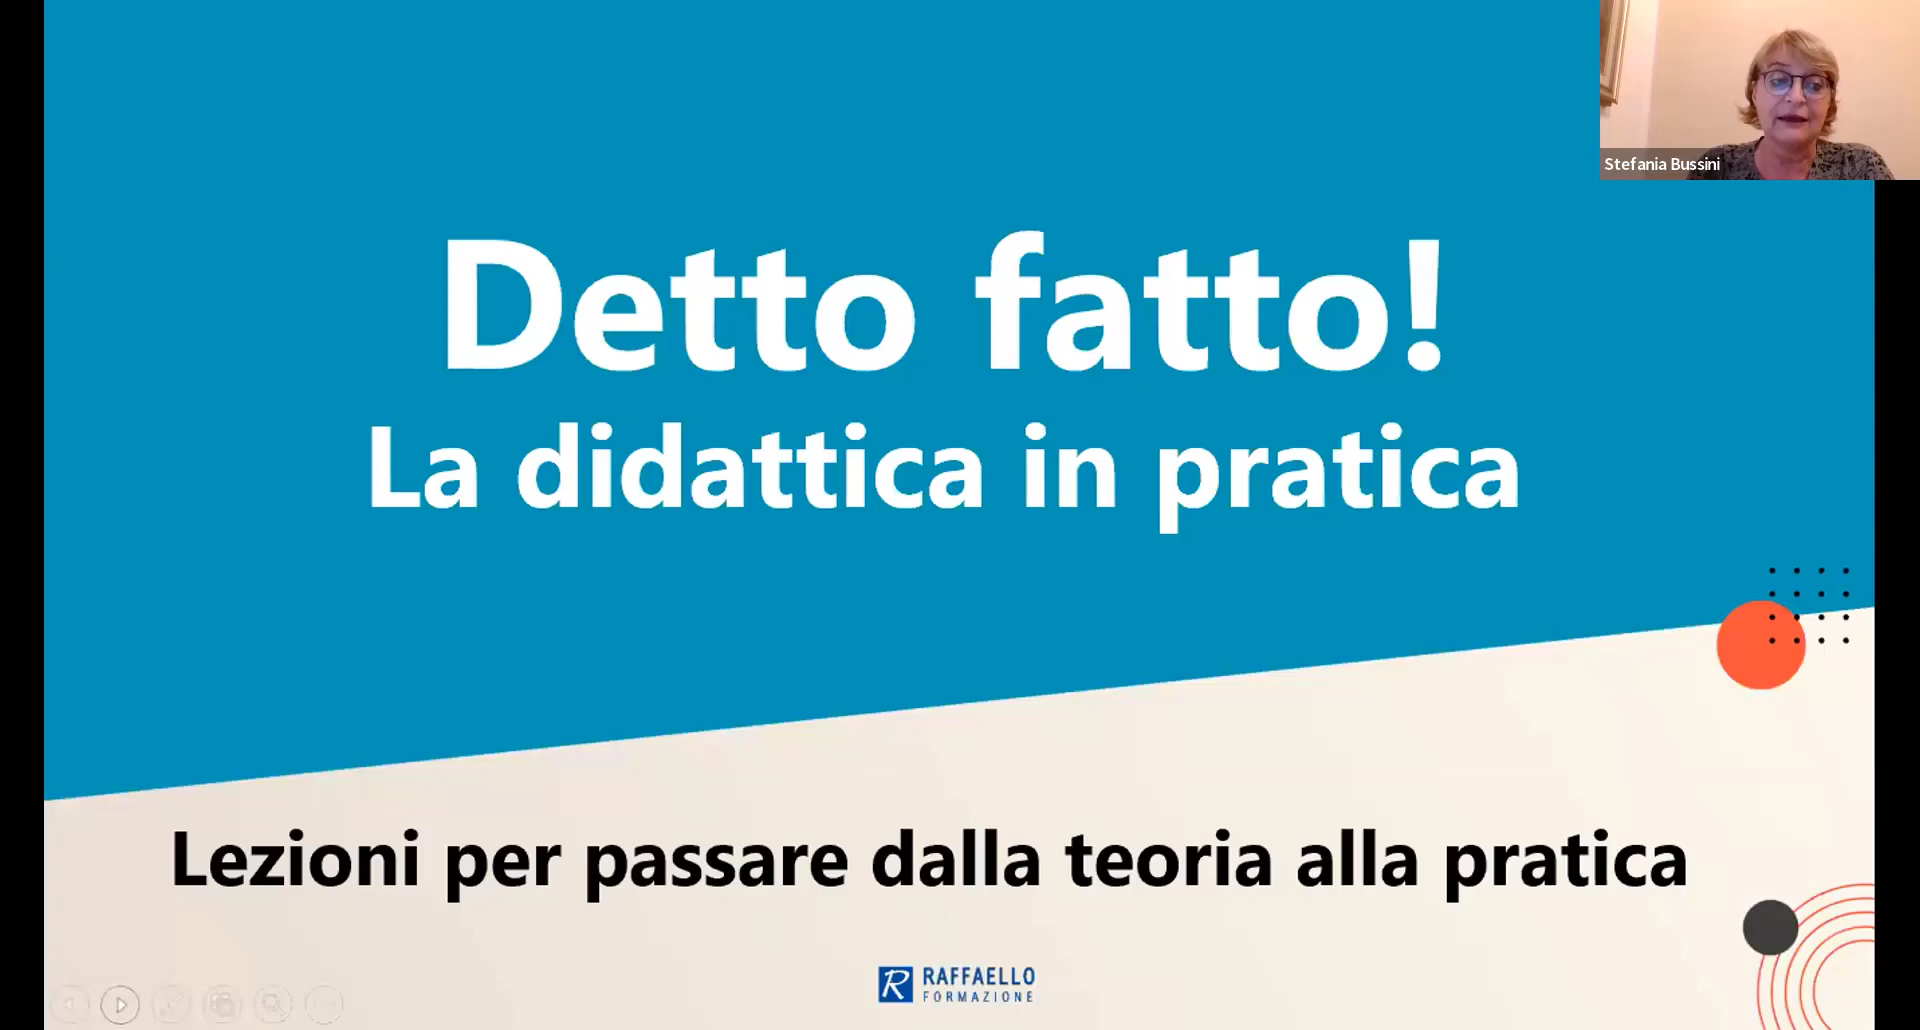 Stefania Bussini
Detto fatto!
La didattica in pratica
Lezioni per passare dalla teoria alla pratica
R RAFFAELLO
FORMAZIONE